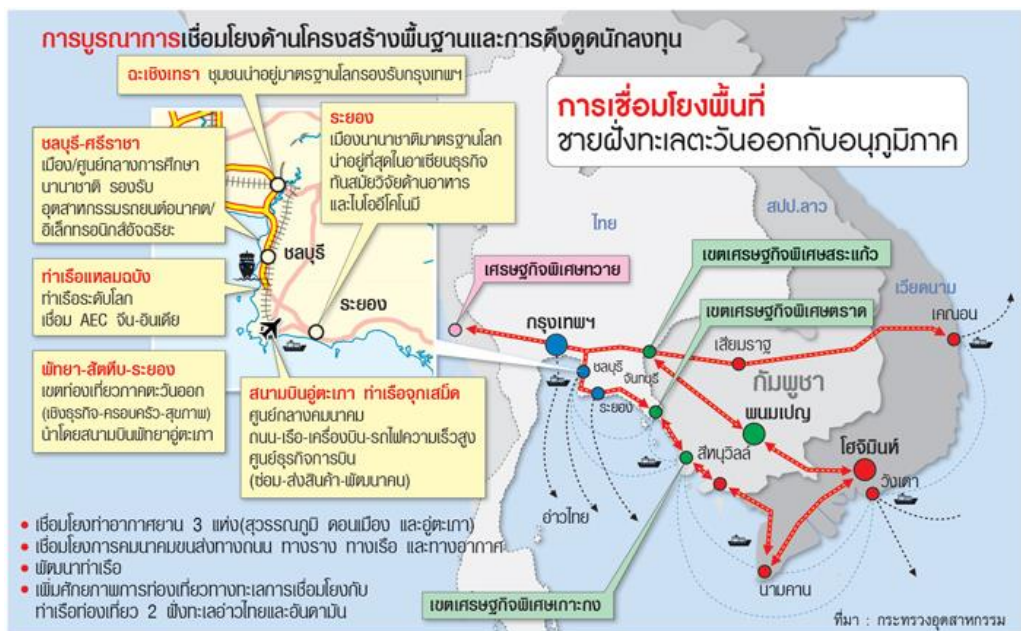 การบูรณาการเชื่อมโยงด้านโครงสร้างพื้นฐานและการดึงดูดนักลงทุน
ฉะเชิงเทรา ชุมชนน่าอยู่มาตรฐานโลกรองรับกรุงเทพฯ
ชลบุรี-ศรีราชา
เมือง/ศูนย์กลางการศึกษา
นานาชาติ รองรับ
อุตสาหกรรมรถยนต์อนาคต/
อิเล็กทรอนิกส์อัจฉริยะ
ท่าเรือแหลมฉบัง
ท่าเรือระดับโลก
เชื่อม AEC จีน-อินเดีย
พัทยา-สัตหีบ-ระยอง
เขตท่องเที่ยวภาคตะวันออก
(เชิงธุรกิจ-ครอบครัว-สุขภาพ)
นำโดยสนามบินพัทยาอู่ตะเภา
ระยอง
เมืองนานาชาติมาตรฐานโลก
น่าอยู่ที่สุดในอาเซียนธุรกิจ
ทันสมัยวิจัยด้านอาหาร
และไบโออีโคโนมี
ชลบุรี
ระยอง
สนามบินอู่ตะเภา ท่าเรือจุกเสม็ด
ศูนย์กลางคมนาคม
ถนน-เรือ-เครื่องบิน-รถไฟความเร็วสูง
ศูนย์ธุรกิจการบิน
(ซ่อม-ส่งสินค้า-พัฒนาคน)
การเชื่อมโยงพื้นที่
ชายฝั่งทะเลตะวันออกกับอนุภูมิภาค
ไทย
สปป.ลาว
เวียดนาม
เศรษฐกิจพิเศษทวาย
เขตเศรษฐกิจพิเศษสระแก้ว
เขตเศรษฐกิจพิเศษตราด
กรุงเทพฯ
เสียมราฐ
เคญอน
ชลบุรี
จันทบุรี
ระยอง
กัมพูชา
พนมเปญ
สีหนุวิลล์
โฮจิมินห์
วังเตา
อ่าวไทย
นามคาน
เขตเศรษฐกิจพิเศษเกาะกง
• เชื่อมโยงท่าอากาศยาน 3 แห่ง(สุวรรณภูมิ ดอนเมือง และอู่ตะเภา)
• เชื่อมโยงการคมนาคมขนส่งทางถนน ทางราง ทางเรือ และทางอากาศ
• พัฒนาท่าเรือ
• เพิ่มศักยภาพการท่องเที่ยวทางทะเลการเชื่อมโยงกับ
ท่าเรือท่องเที่ยว 2 ฝั่งทะเลอ่าวไทยและอันดามัน
ที่มา : กระทรวงอุตสาหกรรม